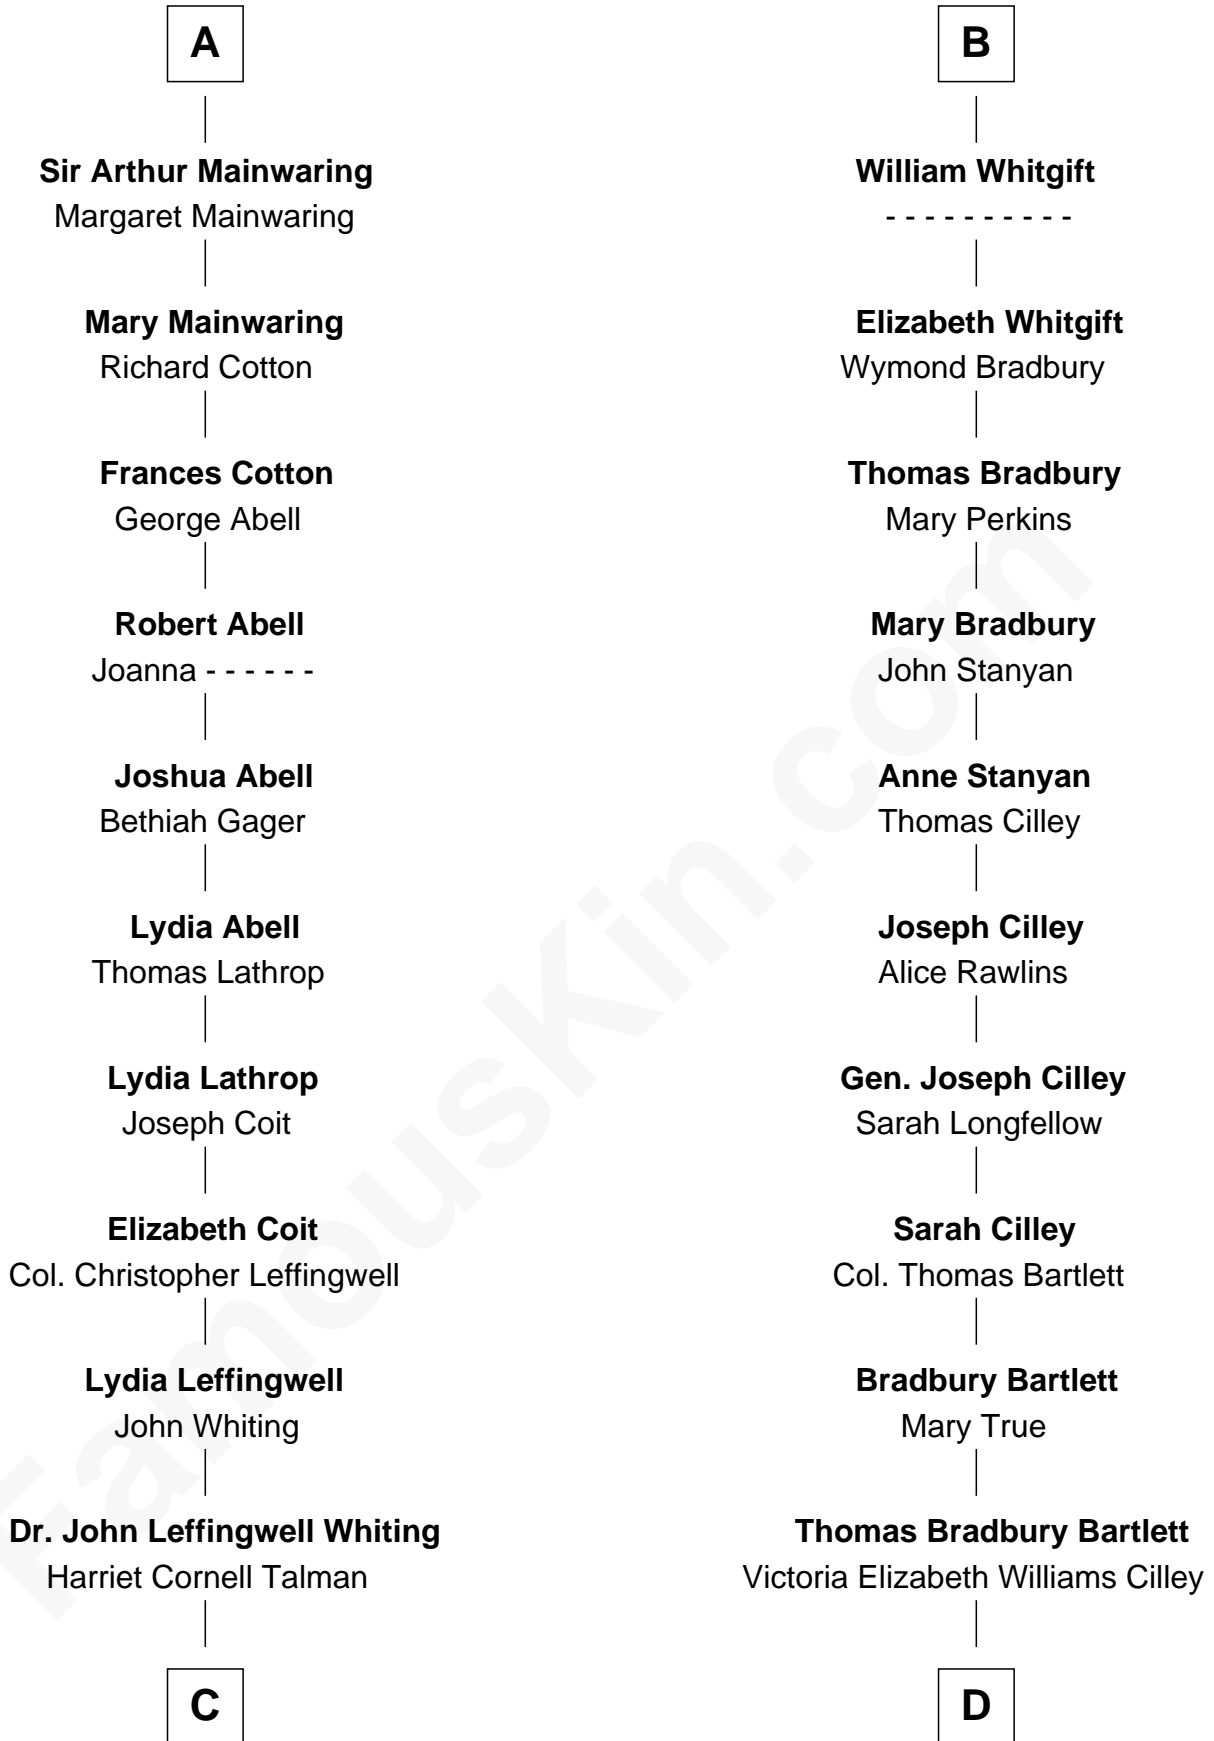 A
Sir Arthur Mainwaring
Margaret Mainwaring
Mary Mainwaring
Richard Cotton
Frances Cotton
George Abell
Robert Abell
Joanna - - - - - -
Joshua Abell
Bethiah Gager
Lydia Abell
Thomas Lathrop
Lydia Lathrop
Joseph Coit
Elizabeth Coit
Col. Christopher Leffingwell
Lydia Leffingwell
John Whiting
Dr. John Leffingwell Whiting
Harriet Cornell Talman
C
B
William Whitgift
- - - - - - - - - -
Elizabeth Whitgift
Wymond Bradbury
Thomas Bradbury
Mary Perkins
Mary Bradbury
John Stanyan
Anne Stanyan
Thomas Cilley
Joseph Cilley
Alice Rawlins
Gen. Joseph Cilley
Sarah Longfellow
Sarah Cilley
Col. Thomas Bartlett
Bradbury Bartlett
Mary True
Thomas Bradbury Bartlett
Victoria Elizabeth Williams Cilley
D
FamousKin.com